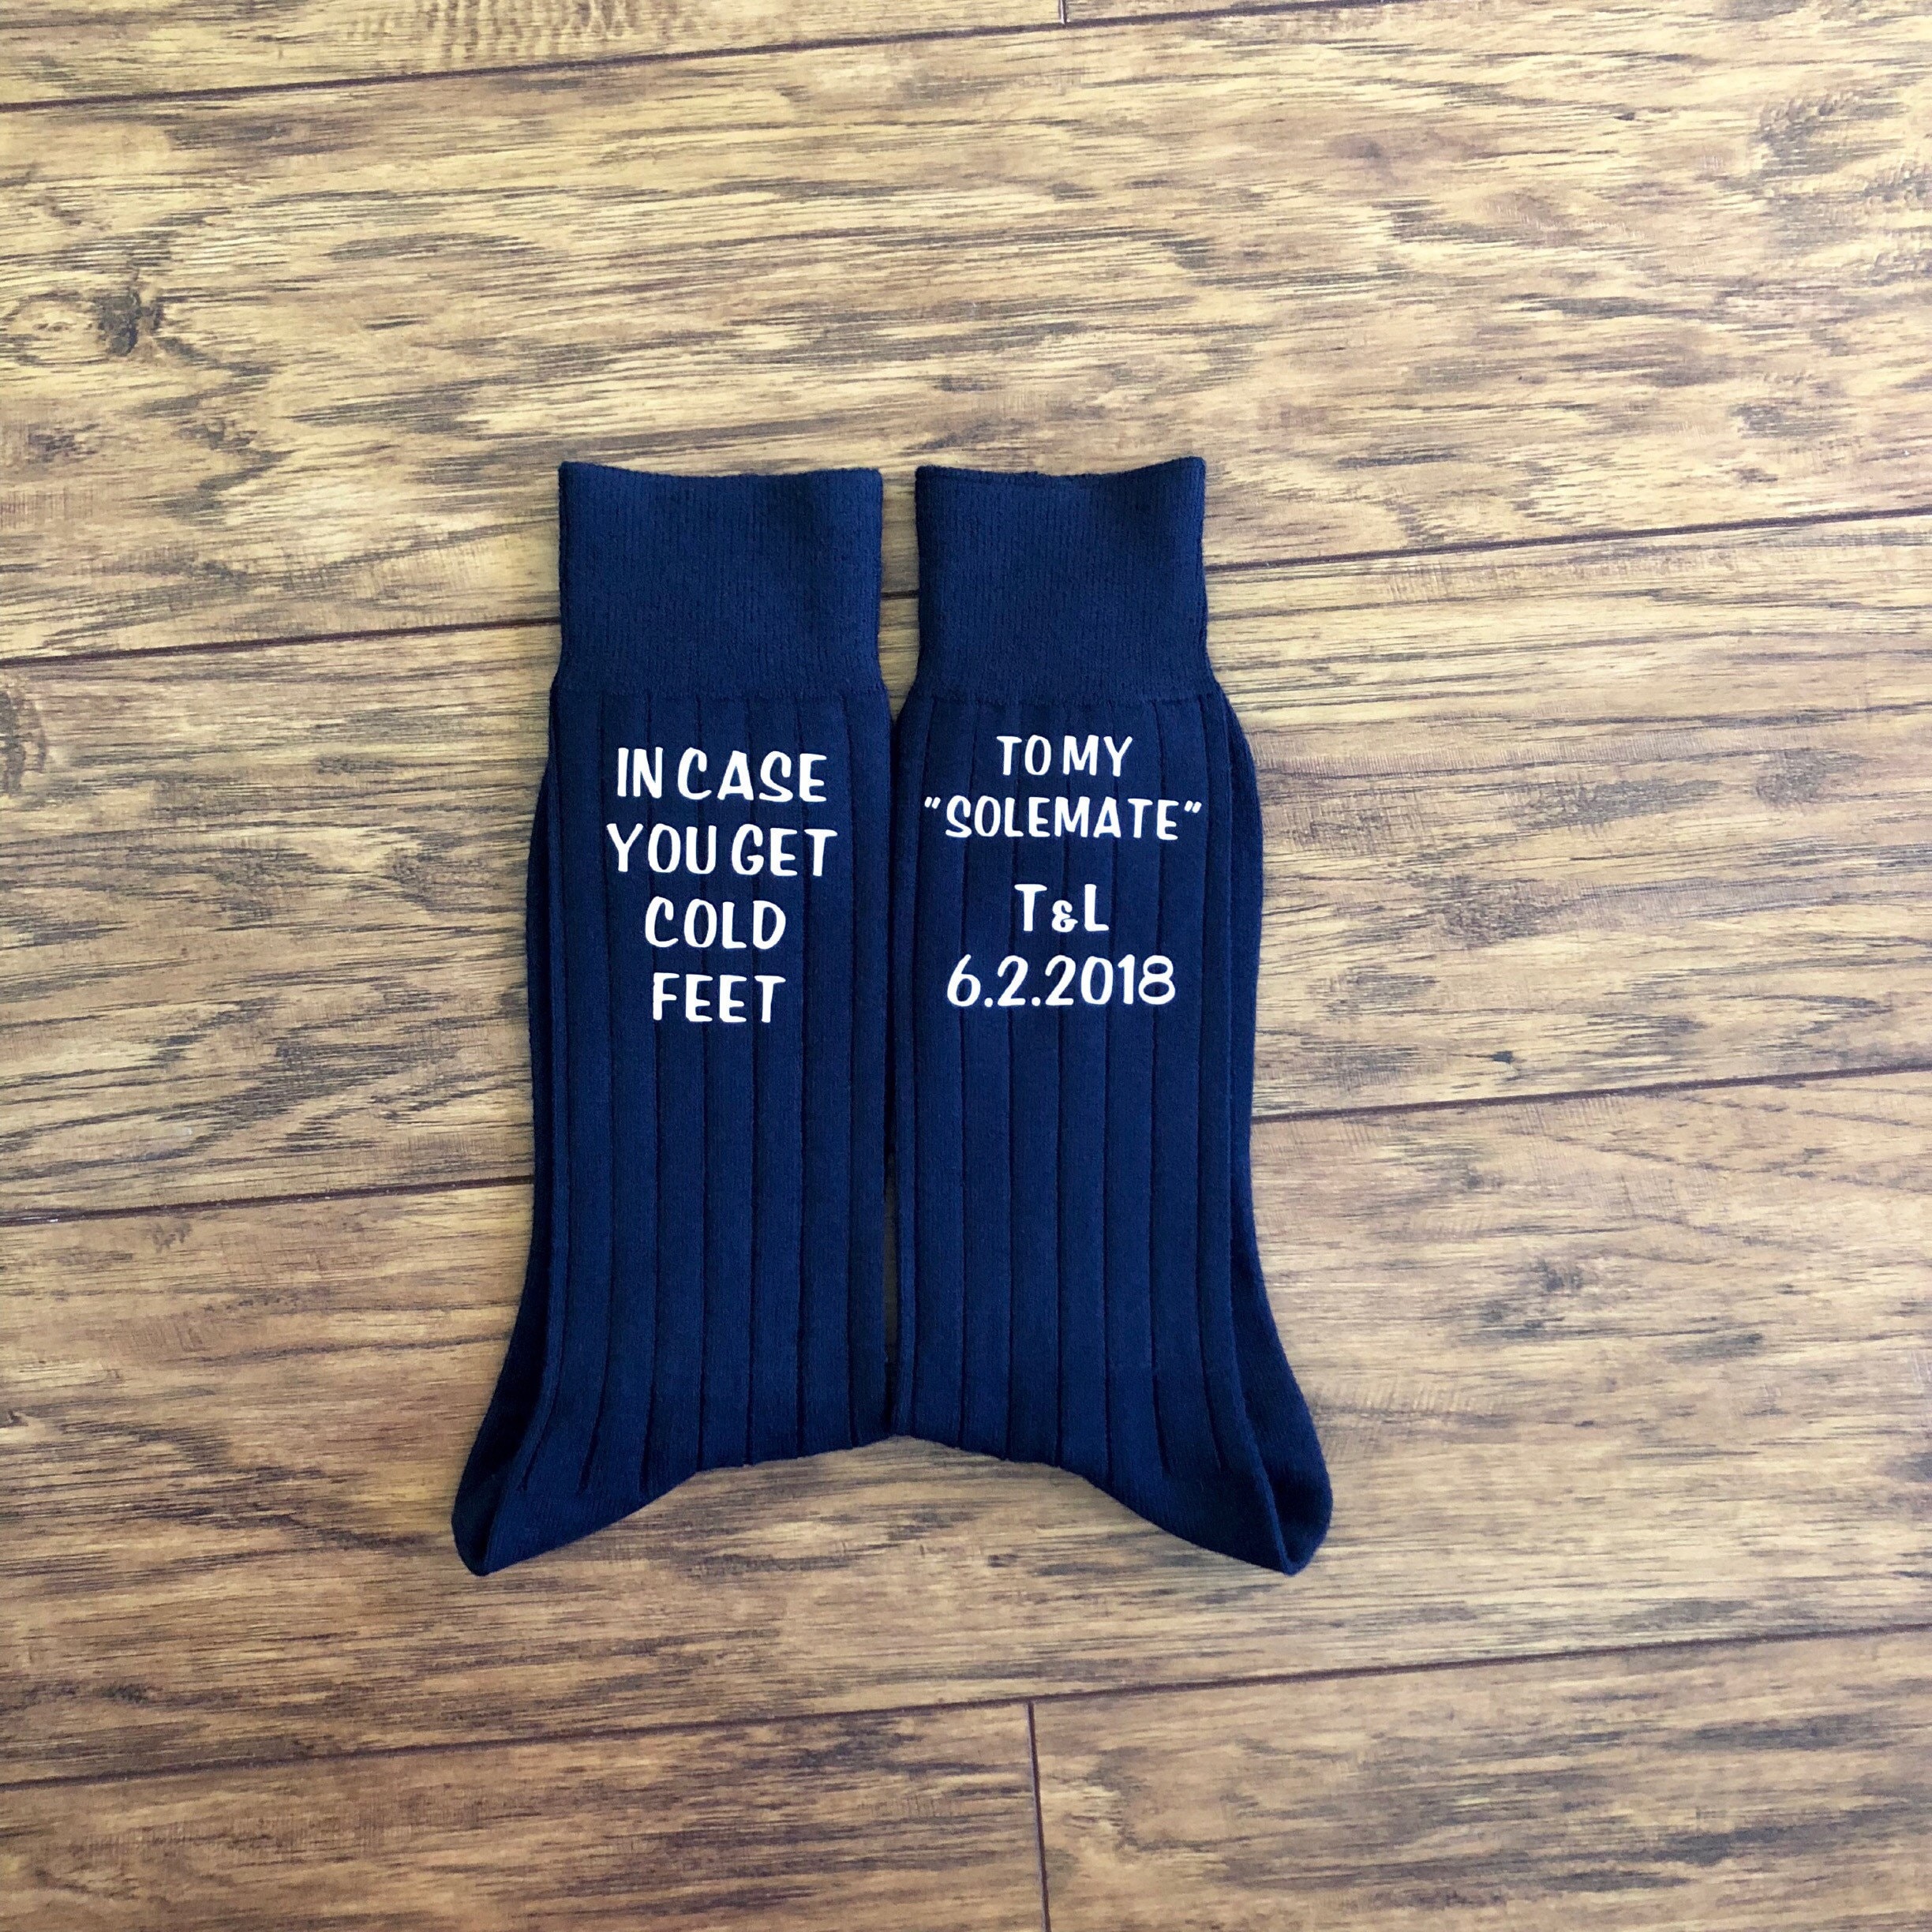 IN CASE
YOU GET
COLD
FEET
TO MY
"SOLEMATE"
T&L
6.2.2018